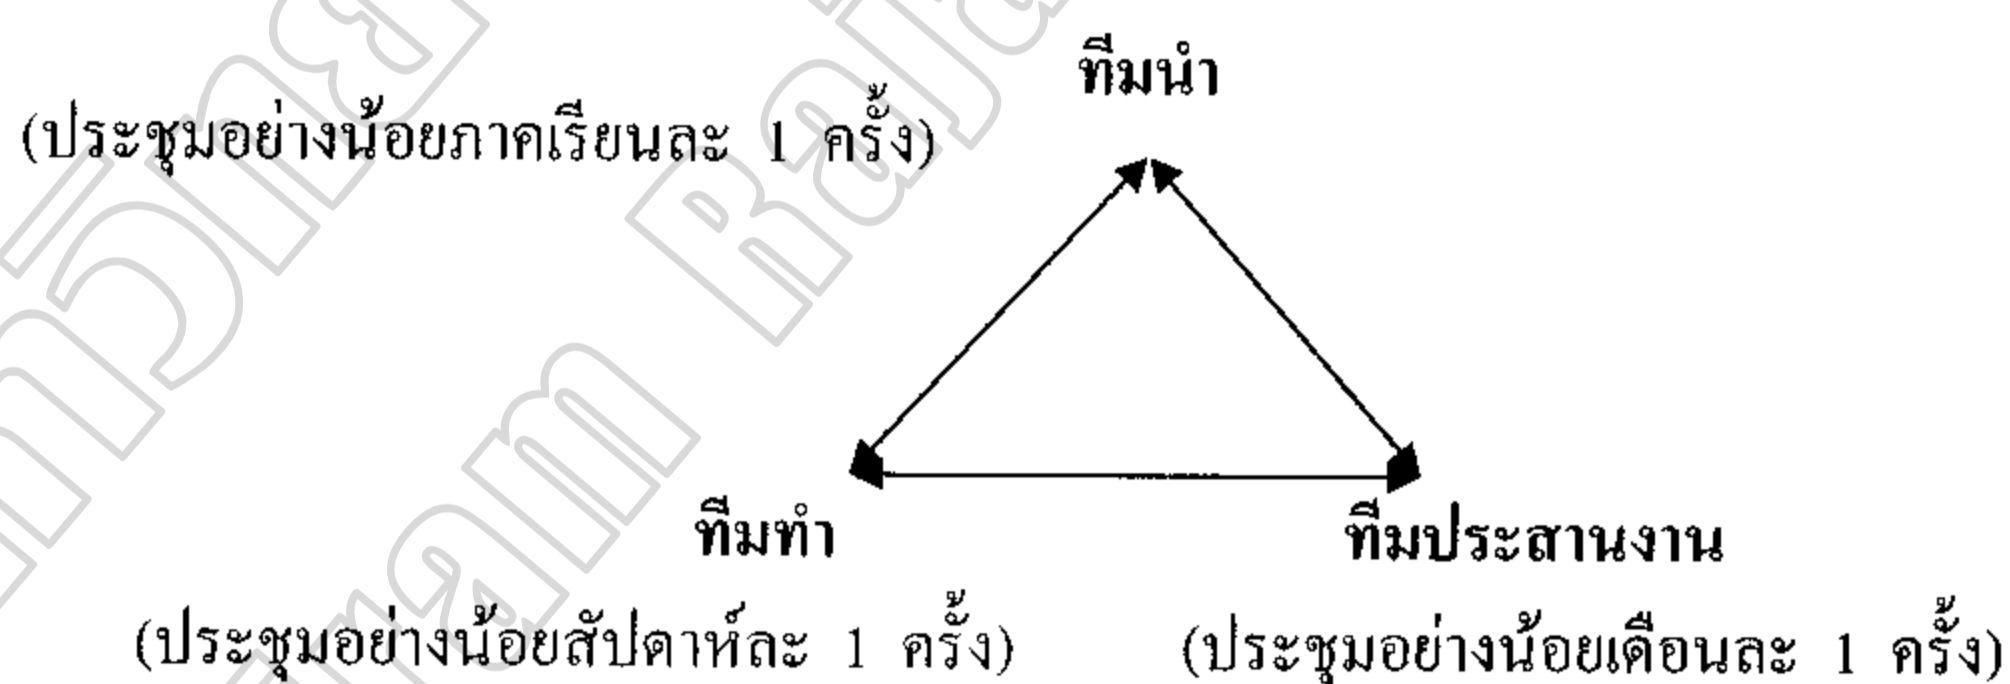 ทีมนำ
(ประชุมอย่างน้อยภาคเรียนละ 1 ครั้ง)
ทีมทำ
ทีมประสานงาน
(ประชุมอย่างน้อยสัปดาห์ละ 1 ครั้ง)
(ประชุมอย่างน้อยเดือนละ 1 ครั้ง)